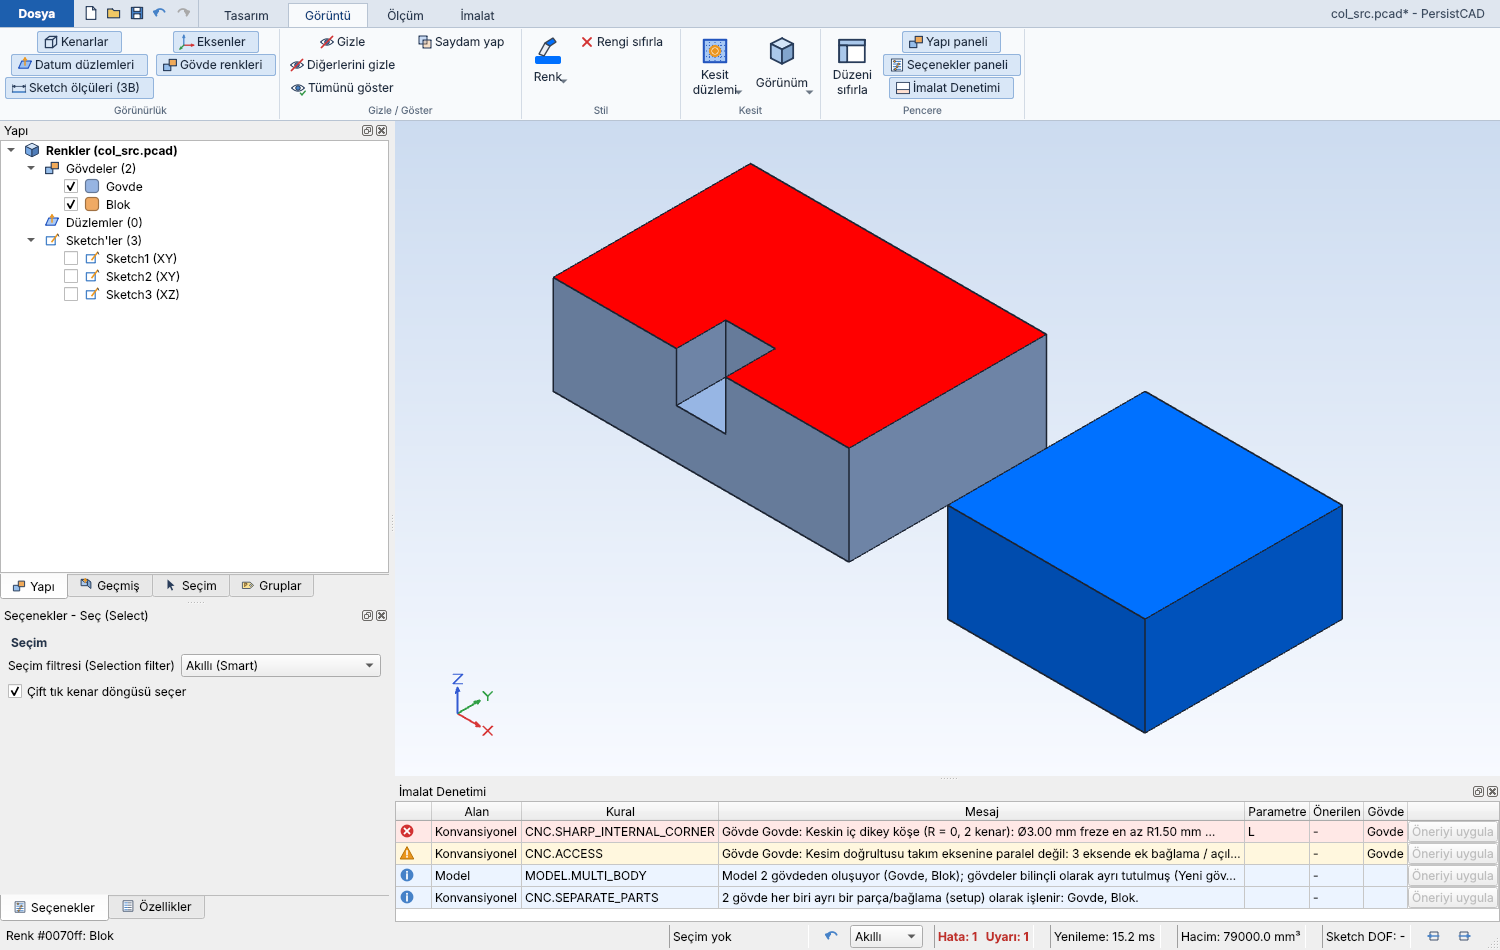 Dosya
Tasarım
Görüntü
Ölçüm
İmalat
col_src.pcad* - PersistCAD
Kenarlar
Eksenler
Datum düzlemleri
Gövde renkleri
Sketch ölçüleri (3B)
Görünürlük
Gizle
Saydam yap
Diğerlerini gizle
Tümünü göster
Gizle / Göster
Renk
Rengi sıfırla
Stil
Kesit
düzlemi
Görünüm
Kesit
Düzeni
sıfırla
Yapı paneli
Seçenekler paneli
İmalat Denetimi
Pencere
Yapı
Renkler (col_src.pcad)
Gövdeler (2)
Govde
Blok
Düzlemler (0)
Sketch'ler (3)
Sketch1 (XY)
Sketch2 (XY)
Sketch3 (XZ)
Yapı
Geçmiş
Seçim
Gruplar
Seçenekler - Seç (Select)
Seçim
Seçim filtresi (Selection filter)
Akıllı (Smart)
Çift tık kenar döngüsü seçer
Seçenekler
Özellikler
Z
Y
X
İmalat Denetimi
Alan Kural Mesaj Parametre Önerilen Gövde
Konvansiyonel CNC.SHARP_INTERNAL_CORNER Gövde Govde: Keskin iç dikey köşe (R = 0, 2 kenar): Ø3.00 mm freze en az R1.50 mm ... L - Govde Öneriyi uygula
Konvansiyonel CNC.ACCESS Gövde Govde: Kesim doğrultusu takım eksenine paralel değil: 3 eksende ek bağlama / açıl... - Govde Öneriyi uygula
Model MODEL.MULTI_BODY Model 2 gövdeden oluşuyor (Govde, Blok); gövdeler bilinçli olarak ayrı tutulmuş (Yeni göv... - Öneriyi uygula
Konvansiyonel CNC.SEPARATE_PARTS 2 gövde her biri ayrı bir parça/bağlama (setup) olarak işlenir: Govde, Blok. - Öneriyi uygula
Renk #0070ff: Blok
Seçim yok
Akıllı
Hata: 1 Uyarı: 1
Yenileme: 15.2 ms
Hacim: 79000.0 mm³
Sketch DOF: -